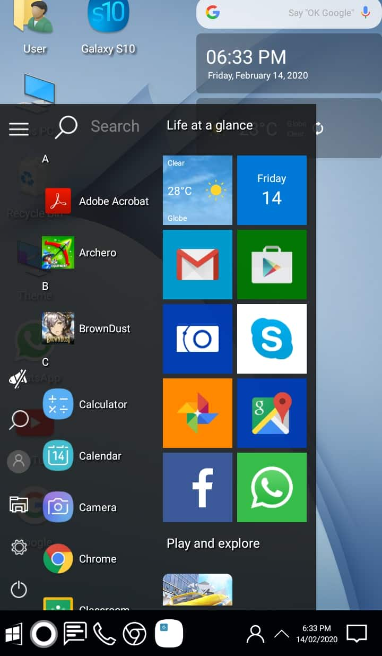 s10
User
Galaxy S10
Say "OK Google"
06:33 PM
Friday, February 14, 2020
Search
Life at a glance
A
Adobe Acrobat
Archero
B
BrownDust
C
Calculator
14
Calendar
Camera
Chrome
Classroom
Clear
28°C
Globe
Friday
14
Play and explore
6:33 PM
14/02/2020